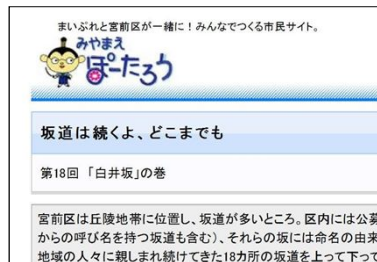 まいぷれと宮前区が一緒に！みんなでつくる市民サイト。
みやまえ
ぽーたろう
坂道は続くよ、どこまでも
第18回 「白井坂」の巻
宮前区は丘陵地帯に位置し、坂道が多いところ。区内には公募
からの呼び名を持つ坂道も含む）、それらの坂には命名の由来
地域の人々に親しまれ続けてきた18カ所の坂道を上って下って